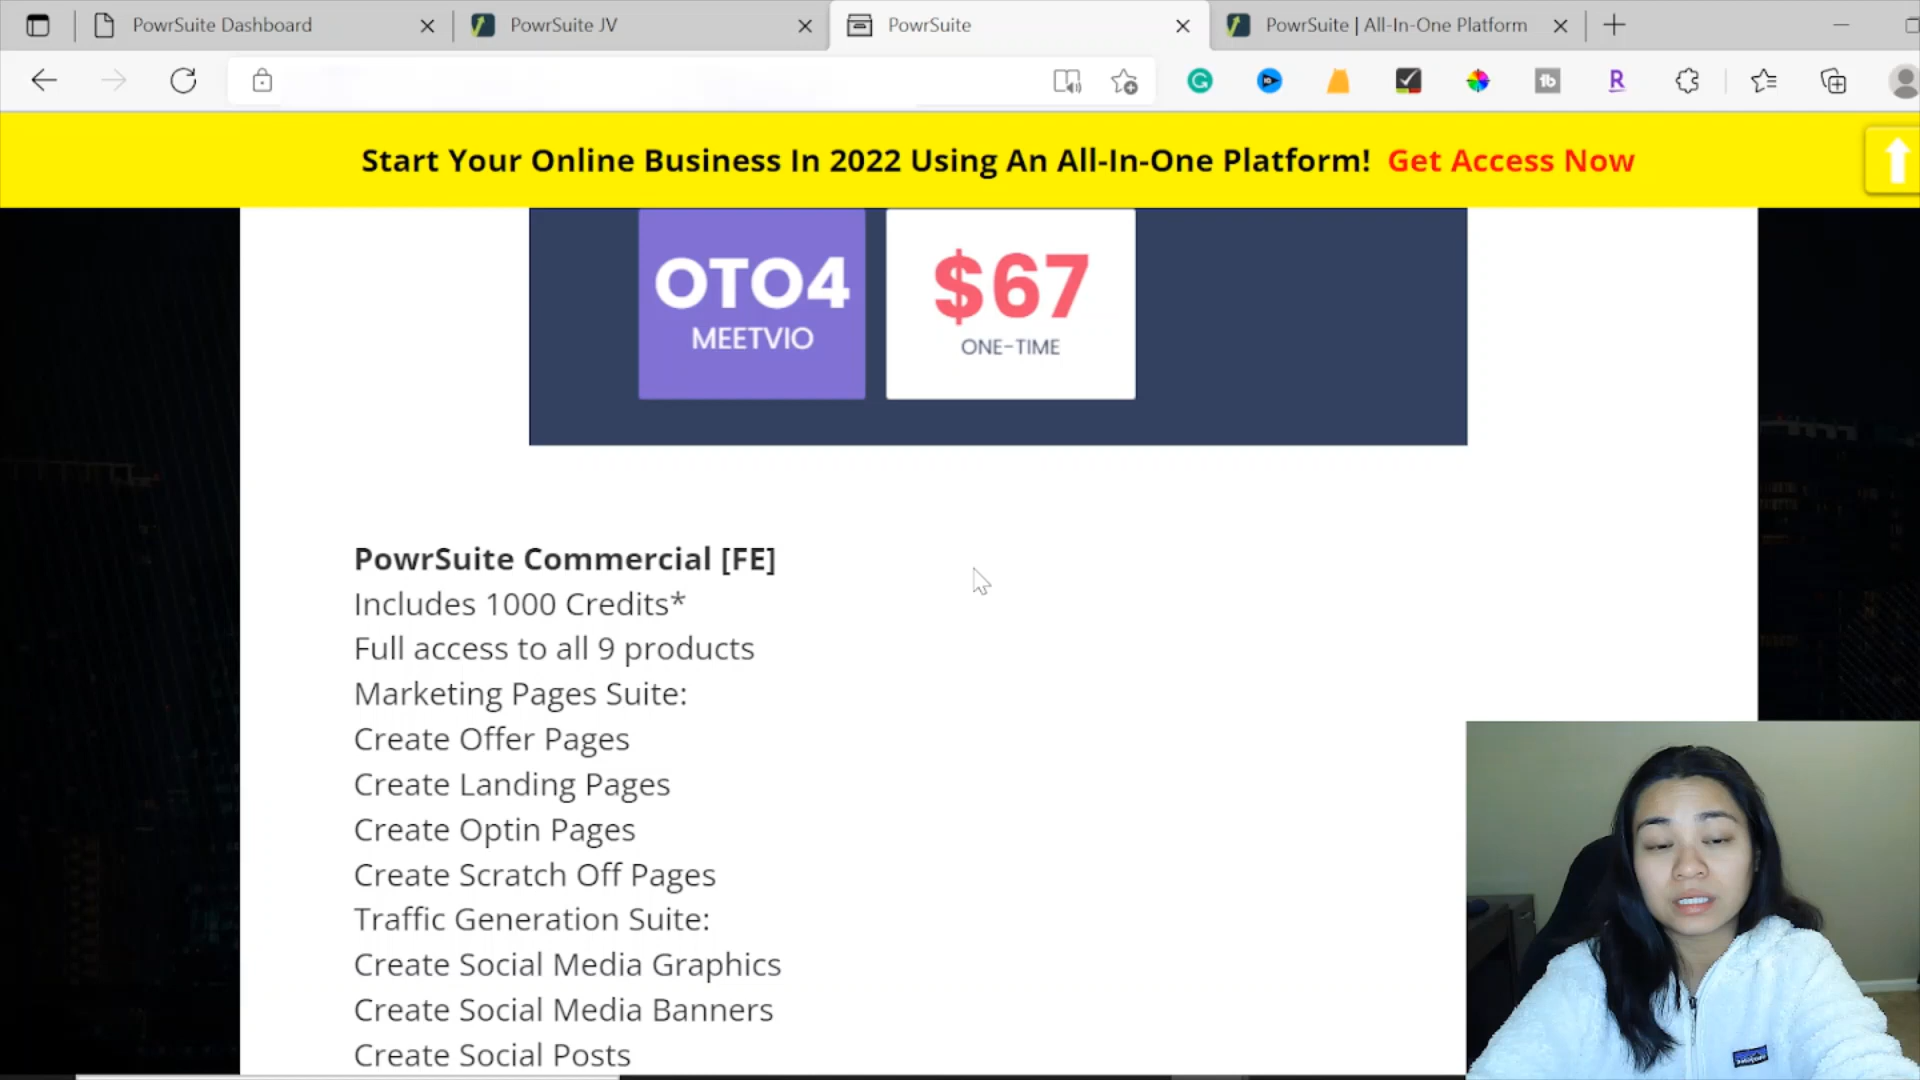 PowrSuite Dashboard
PowrSuite JV
PowrSuite
PowrSuite | All-In-One Platform
Start Your Online Business In 2022 Using An All-In-One Platform! Get Access Now
OTO4
MEETVIO
$67
ONE-TIME
PowrSuite Commercial [FE]
Includes 1000 Credits*
Full access to all 9 products
Marketing Pages Suite:
Create Offer Pages
Create Landing Pages
Create Optin Pages
Create Scratch Off Pages
Traffic Generation Suite:
Create Social Media Graphics
Create Social Media Banners
Create Social Posts